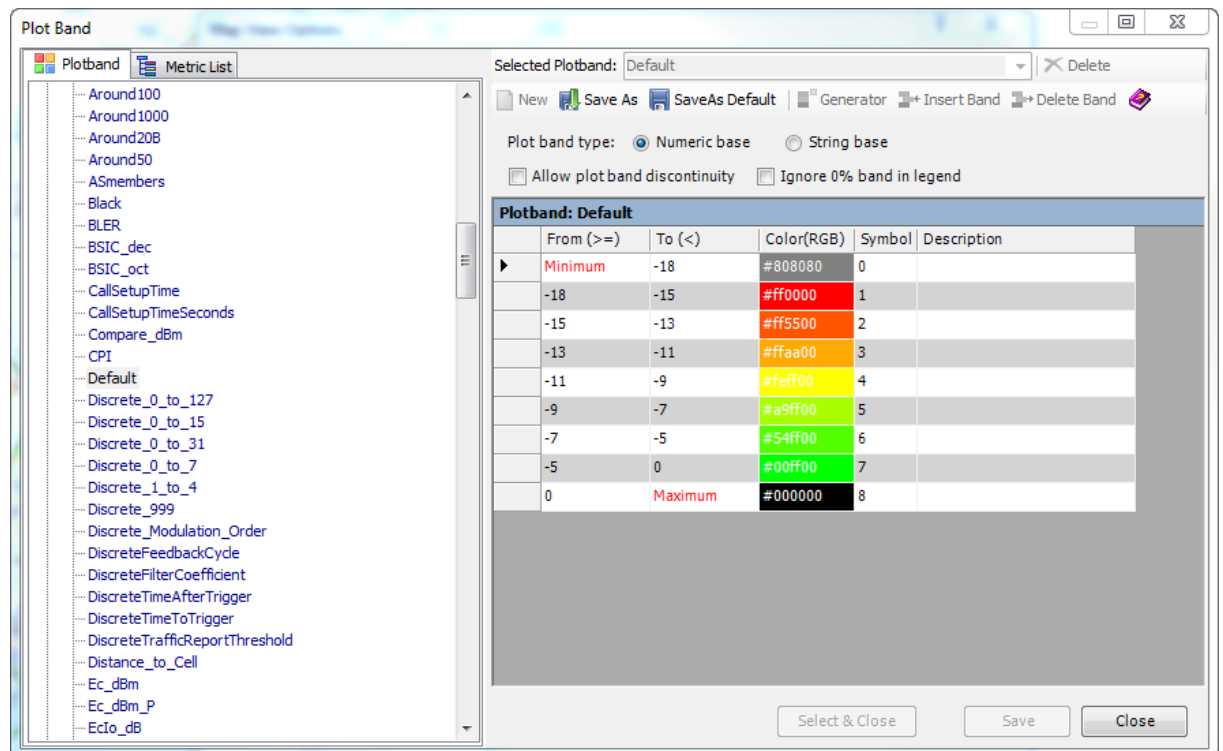 Plot Band
Plotband Metric List
Around100
Around1000
Around20B
Around50
ASmembers
Black
BLER
BSIC_dec
BSIC_oct
CallSetupTime
CallSetupTimeSeconds
Compare_dBm
CPI
Default
Discrete_0_to_127
Discrete_0_to_15
Discrete_0_to_31
Discrete_0_to_7
Discrete_1_to_4
Discrete_999
Discrete_Modulation_Order
DiscreteFeedbackCycle
DiscreteFilterCoefficient
DiscreteTimeAfterTrigger
DiscreteTimeToTrigger
DiscreteTrafficReportThreshold
Distance_to_Cell
Ec_dBm
Ec_dBm_P
EcIo_dB
Selected Plotband: Default Delete
New Save As SaveAs Default Generator Insert Band Delete Band
Plot band type: Numeric base String base
Allow plot band discontinuity Ignore 0% band in legend
Plotband: Default
From (>=) To (<) Color(RGB) Symbol Description
Minimum -18 #808080 0
-18 -15 #ff0000 1
-15 -13 #ff5500 2
-13 -11 #ffaa00 3
-11 -9 #feff00 4
-9 -7 #a9ff00 5
-7 -5 #54ff00 6
-5 0 #00ff00 7
0 Maximum #000000 8
Select & Close Save Close